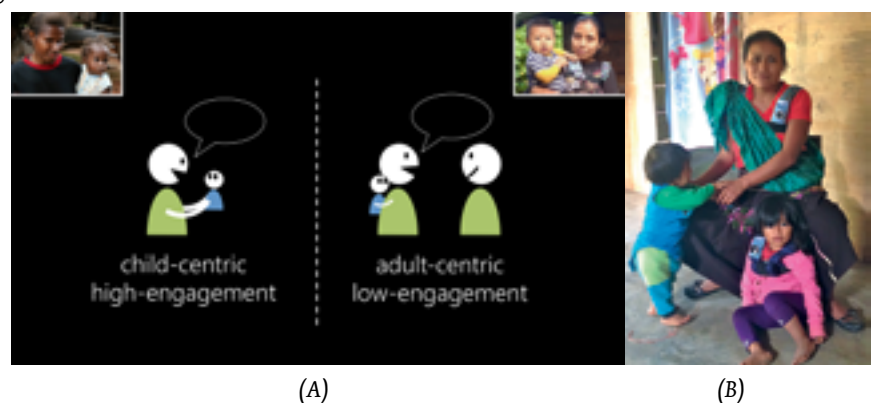 child-centric
high-engagement
adult-centric
low-engagement
(A)
(B)